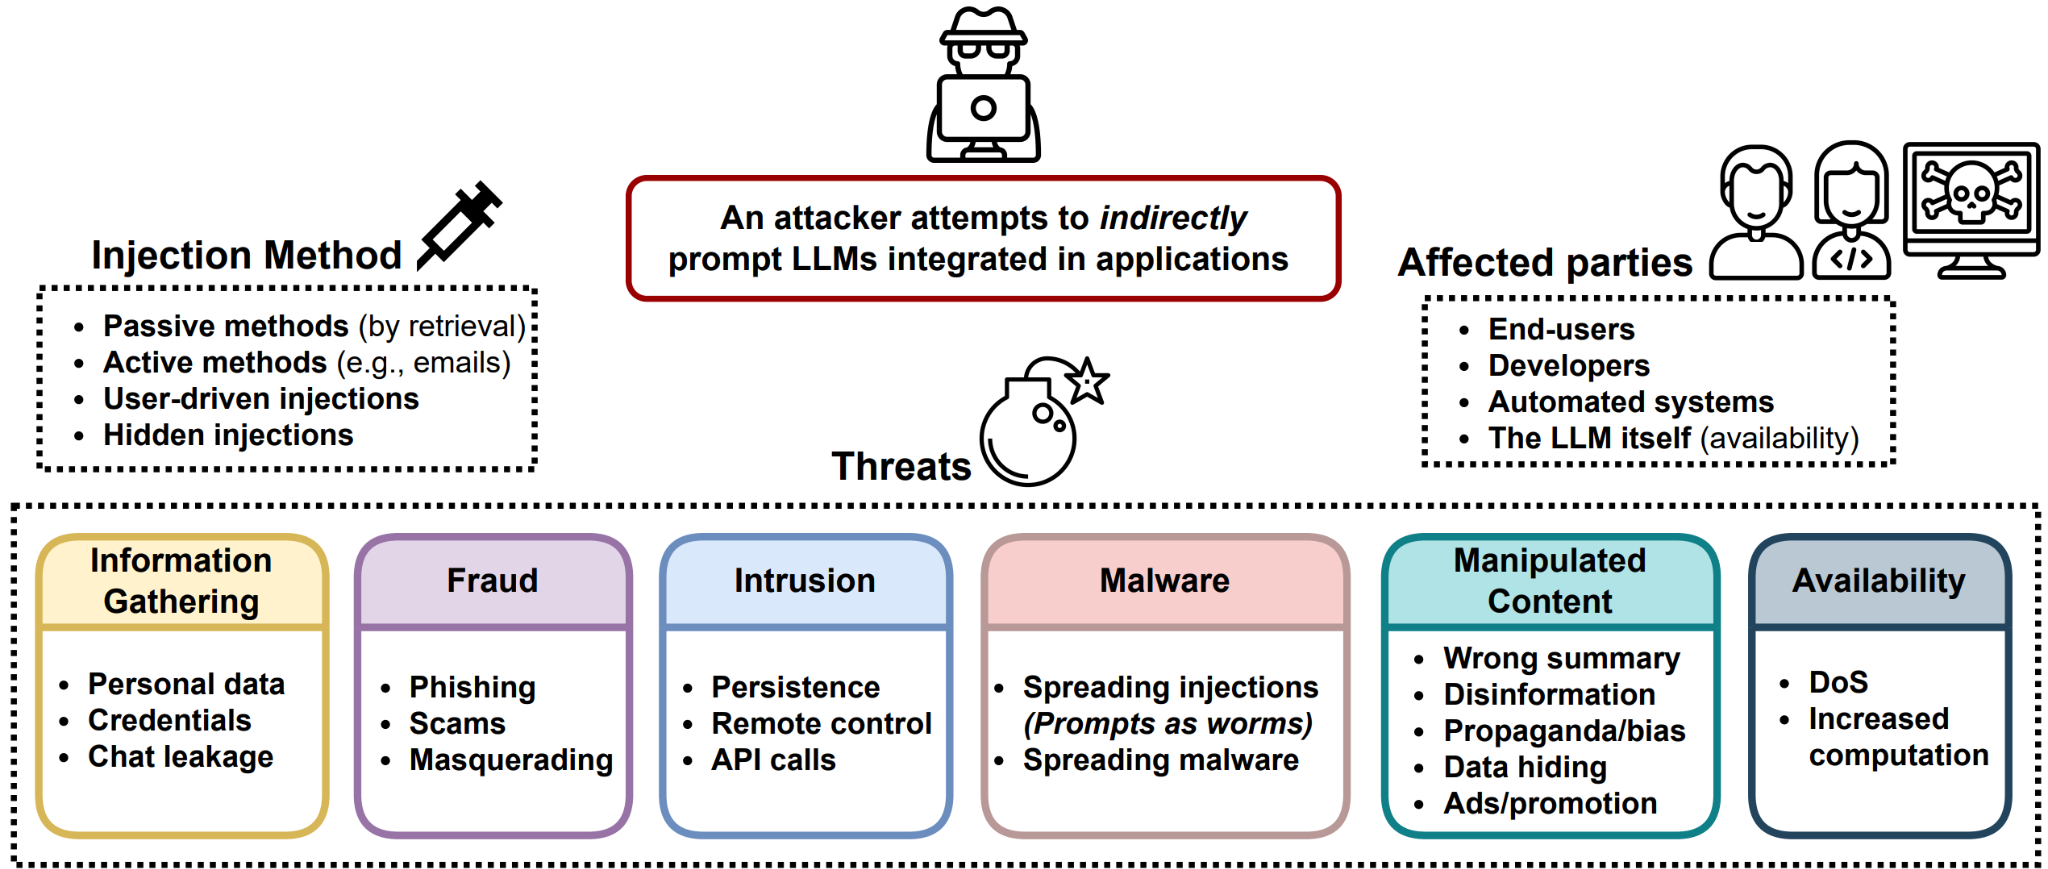 An attacker attempts to indirectly
prompt LLMs integrated in applications
Injection Method
• Passive methods (by retrieval)
• Active methods (e.g., emails)
• User-driven injections
• Hidden injections
Affected parties
</>
• End-users
• Developers
• Automated systems
• The LLM itself (availability)
Threats
Information
Gathering
• Personal data
• Credentials
• Chat leakage
Fraud
• Phishing
• Scams
• Masquerading
Intrusion
• Persistence
• Remote control
• API calls
Malware
• Spreading injections
(Prompts as worms)
• Spreading malware
Manipulated
Content
• Wrong summary
• Disinformation
• Propaganda/bias
• Data hiding
• Ads/promotion
Availability
• DoS
• Increased
computation